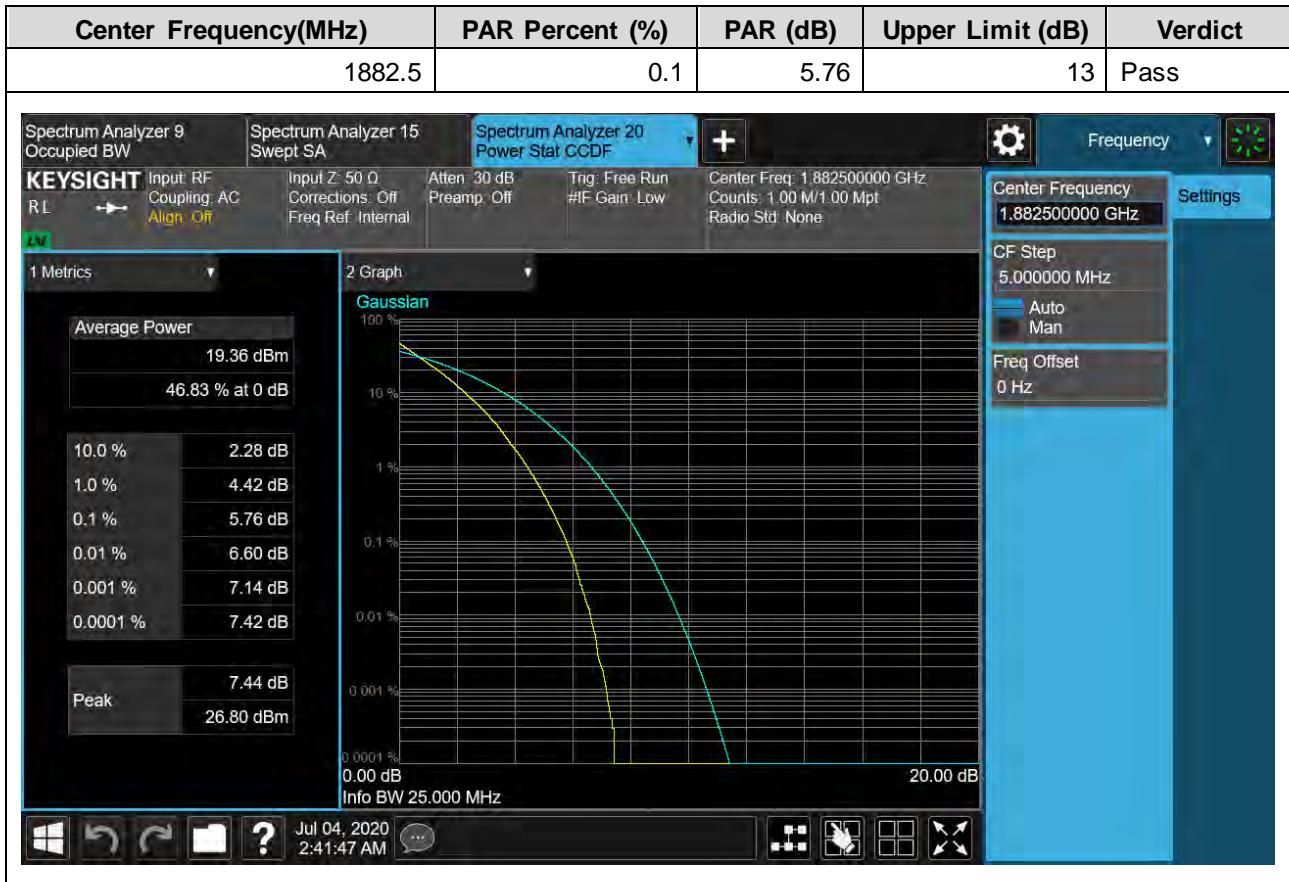 Center Frequency(MHz) PAR Percent (%) PAR (dB) Upper Limit (dB) Verdict
1882.5 0.1 5.76 13 Pass
Spectrum Analyzer 9 Spectrum Analyzer 15 Spectrum Analyzer 20 Frequency
Occupied BW Swept SA Power Stat CCDF
KEYSIGHT Input: RF Input Z: 50 Ω Atten: 30 dB Trig: Free Run Center Freq: 1.882500000 GHz
RL Coupling: AC Corrections: Off Preamp: Off #IF Gain: Low Counts: 1.00 M/1.00 Mpt
Align: Off Freq Ref: Internal Radio Std: None
LXI
Center Frequency Settings
1.882500000 GHz
CF Step
5.000000 MHz
Auto
Man
Freq Offset
0 Hz
1 Metrics
Average Power
19.36 dBm
46.83 % at 0 dB
10.0 % 2.28 dB
1.0 % 4.42 dB
0.1 % 5.76 dB
0.01 % 6.60 dB
0.001 % 7.14 dB
0.0001 % 7.42 dB
Peak 7.44 dB
26.80 dBm
2 Graph
Gaussian
100 %
10 %
1 %
0.1 %
0.01 %
0.001 %
0.0001 %
0.00 dB 20.00 dB
Info BW 25.000 MHz
? Jul 04, 2020
2:41:47 AM